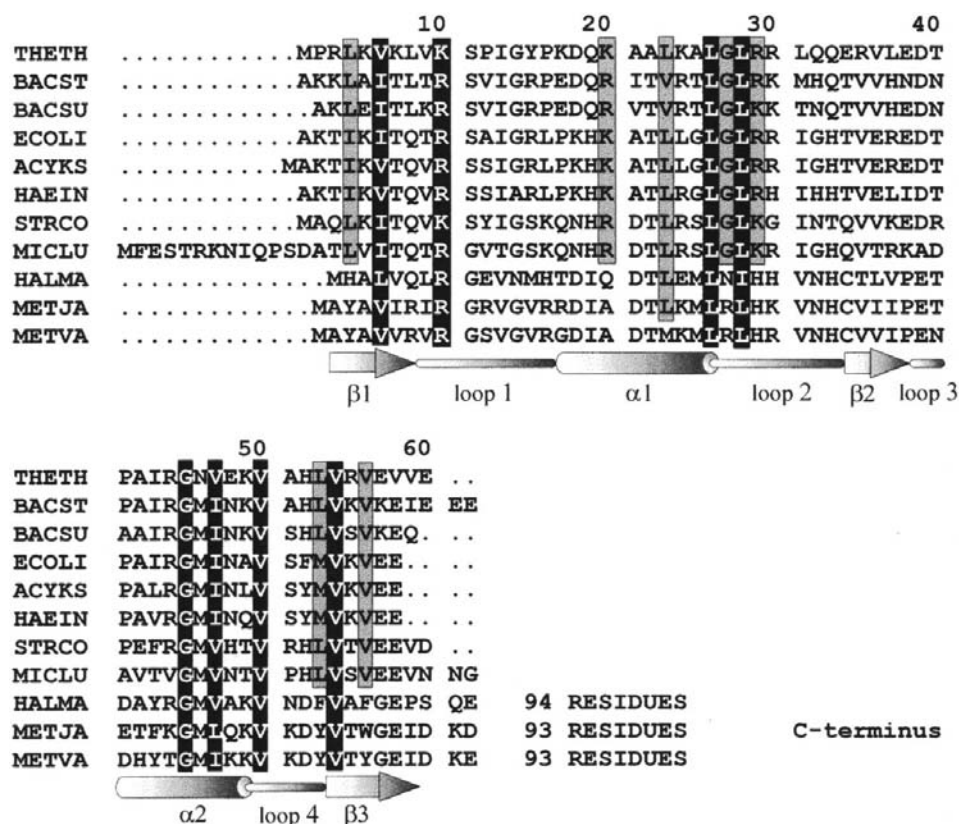 10 20 30 40
THETH ............MPRLKVKLVK SPIGYPKDQK AALKALGLRR LQQERVLEDT
BACST ............AKKLAITLTR SVIGRPEDQR ITVRTLGLRK MHQTVVHNDN
BACSU .............AKLEITLKR SVIGRPEDQR VTVRTLGLKK TNQTVVHEDN
ECOLI ............AKTIKITQTR SAIGRLPKHK ATLLGLGLRR IGHTVEREDT
ACYKS ...........MAKTIKVTQVR SSIGRLPKHK ATLLGLGLRR IGHTVEREDT
HAEIN ............AKTIKVTQVR SSIARLPKHK ATLRGLGLRH IHHTVELIDT
STRCO ............MAQLKITQVK SYIGSKQNHR DTLRSLGLKG INTQVVKEDR
MICLU MFESTRKNIQPSDATLVITQTR GVTGSKQNHR DTLRSLGLKR IGHQVTRKAD
HALMA .............MHALVQLR GEVNMHTDIQ DTLEMLNIHH VNHCTLVPET
METJA ............MAYAVIRIR GRVGVRRDIA DTLKMLRLHK VNHCVIIPET
METVA ............MAYAVVRVR GSVGVRGDIA DTMKMLRLHR VNHCVVIPEN
β1 loop 1 α1 loop 2 β2 loop 3
50 60
THETH PAIRGNVEKV AHLVRVEVVE ..
BACST PAIRGMINKV AHLVKVKEIE EE
BACSU AAIRGMINKV SHLVSVKEQ. ..
ECOLI PAIRGMINAV SFMVKVEE.. ..
ACYKS PALRGMINLV SYMVKVEE.. ..
HAEIN PAVRGMINQV SYMVKVEE.. ..
STRCO PEFRGMVHTV RHLVTVEEVD ..
MICLU AVTVGMVNTV PHLVSVEEVN NG
HALMA DAYRGMVAKV NDFVAFGEPS QE 94 RESIDUES
METJA ETFKGMLQKV KDYVTWGEID KD 93 RESIDUES C-terminus
METVA DHYTGMIKKV KDYVTYGEID KE 93 RESIDUES
α2 loop 4 β3